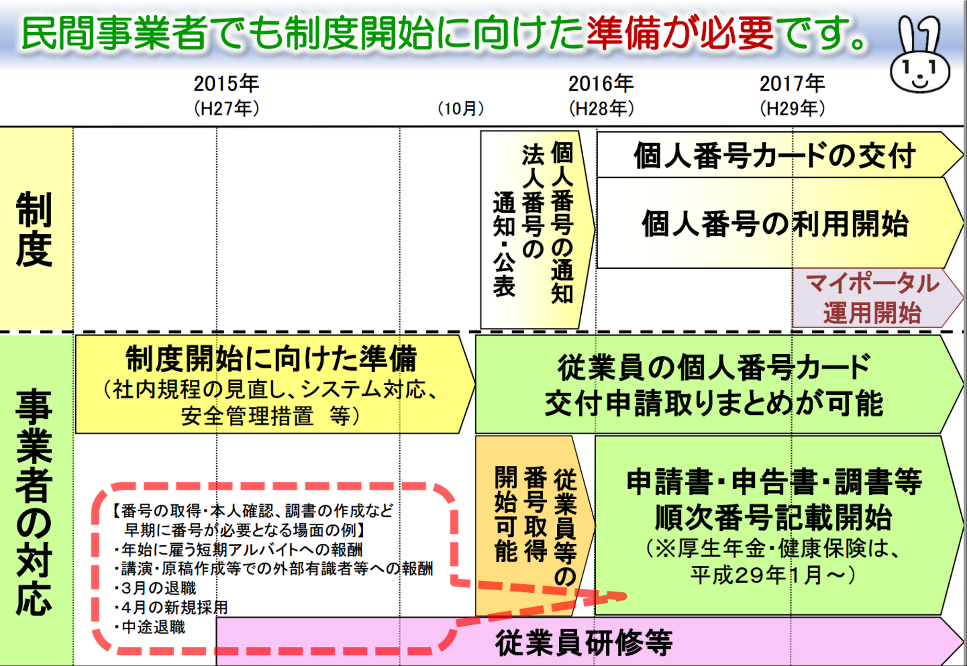 民間事業者でも制度開始に向けた準備が必要です。
2015年
(H27年)
(10月)
2016年
(H28年)
2017年
(H29年)
制度
個人番号の通知
法人番号の
通知・公表
個人番号カードの交付
個人番号の利用開始
マイポータル
運用開始
事業者の対応
制度開始に向けた準備
(社内規程の見直し、システム対応、
安全管理措置 等)
従業員の個人番号カード
交付申請取りまとめが可能
従業員等の
番号取得
開始可能
申請書・申告書・調書等
順次番号記載開始
(※厚生年金・健康保険は、
平成29年1月～)
【番号の取得・本人確認、調書の作成など
早期に番号が必要となる場面の例】
・年始に雇う短期アルバイトへの報酬
・講演・原稿作成等での外部有識者等への報酬
・3月の退職
・4月の新規採用
・中途退職
従業員研修等